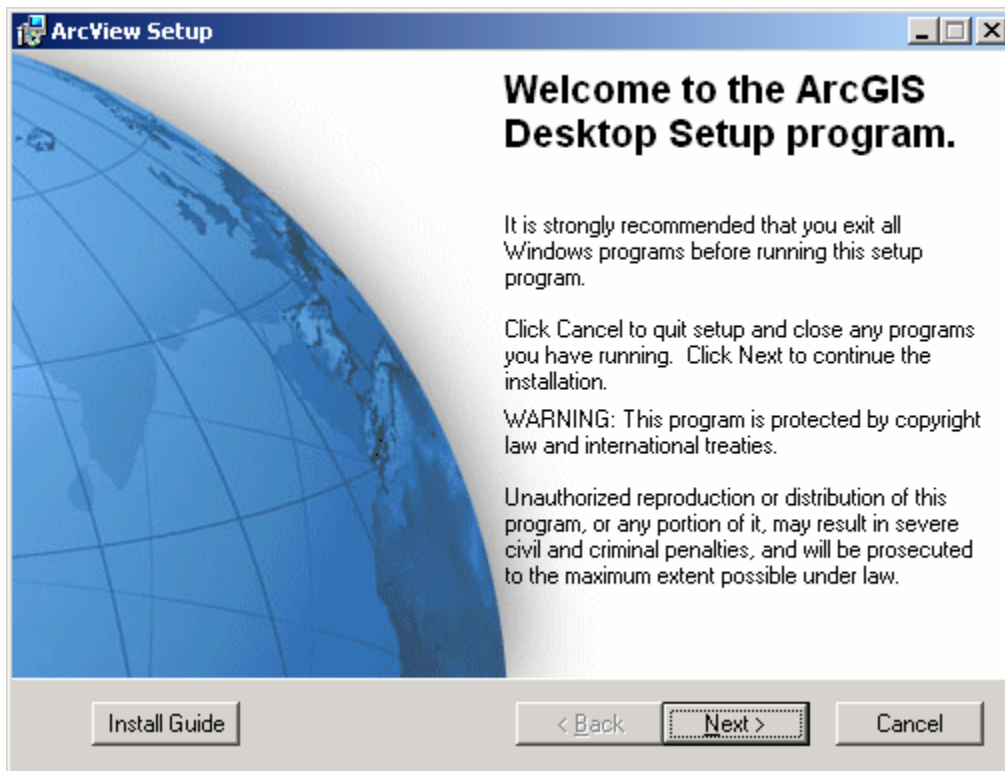 ArcView Setup
Welcome to the ArcGIS
Desktop Setup program.
It is strongly recommended that you exit all
Windows programs before running this setup
program.
Click Cancel to quit setup and close any programs
you have running.  Click Next to continue the
installation.
WARNING: This program is protected by copyright
law and international treaties.
Unauthorized reproduction or distribution of this
program, or any portion of it, may result in severe
civil and criminal penalties, and will be prosecuted
to the maximum extent possible under law.
Install Guide
< Back
Next >
Cancel